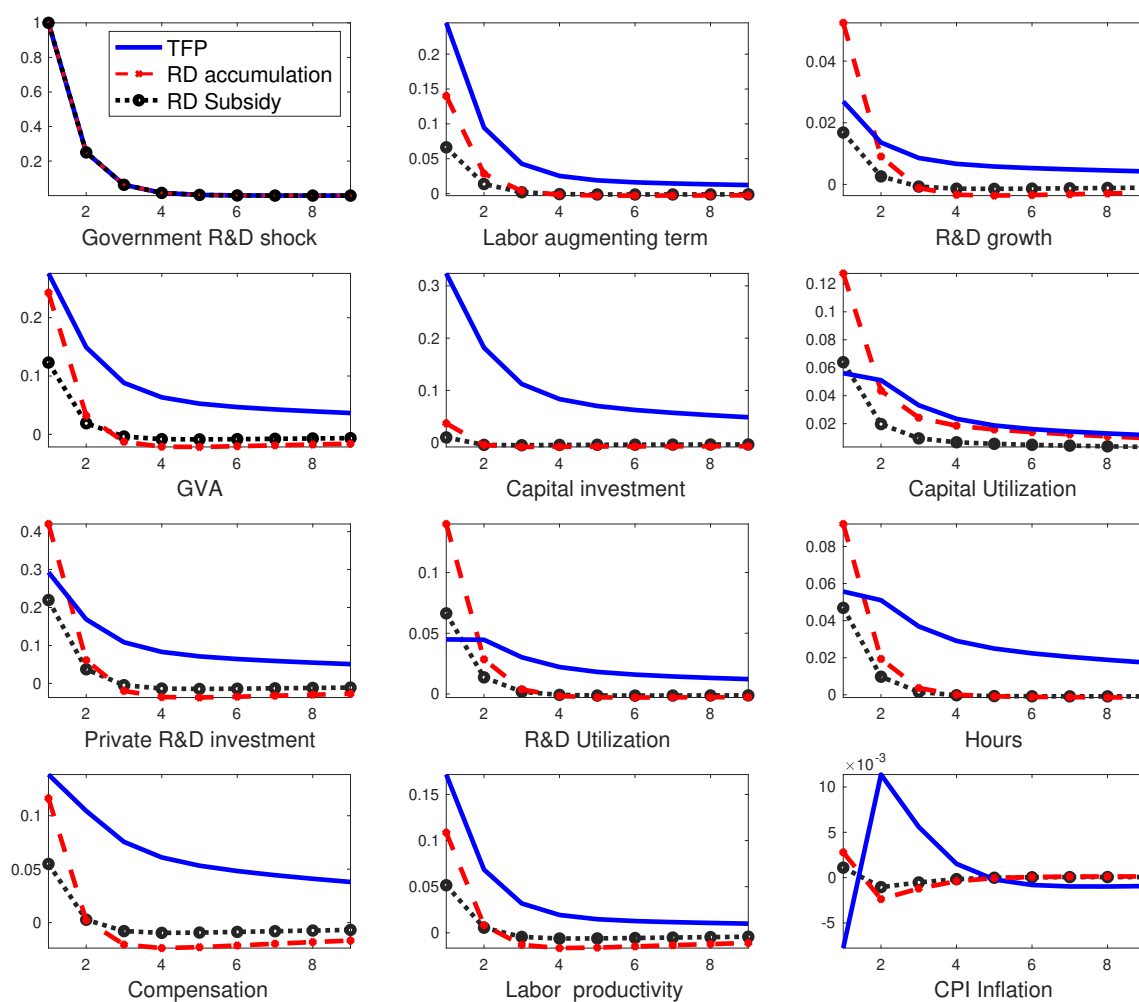 1
0.8
0.6
0.4
0.2
TFP
RD accumulation
RD Subsidy
2 4 6 8
Government R&D shock
0.2
0.15
0.1
0.05
0
2 4 6 8
Labor augmenting term
0.04
0.02
0
2 4 6 8
R&D growth
0.2
0.1
0
2 4 6 8
GVA
0.3
0.2
0.1
0
2 4 6 8
Capital investment
0.12
0.1
0.08
0.06
0.04
0.02
2 4 6 8
Capital Utilization
0.4
0.3
0.2
0.1
0
2 4 6 8
Private R&D investment
0.1
0.05
0
2 4 6 8
R&D Utilization
0.08
0.06
0.04
0.02
0
2 4 6 8
Hours
0.1
0.05
0
2 4 6 8
Compensation
0.15
0.1
0.05
0
2 4 6 8
Labor productivity
×10⁻³
10
5
0
-5
2 4 6 8
CPI Inflation